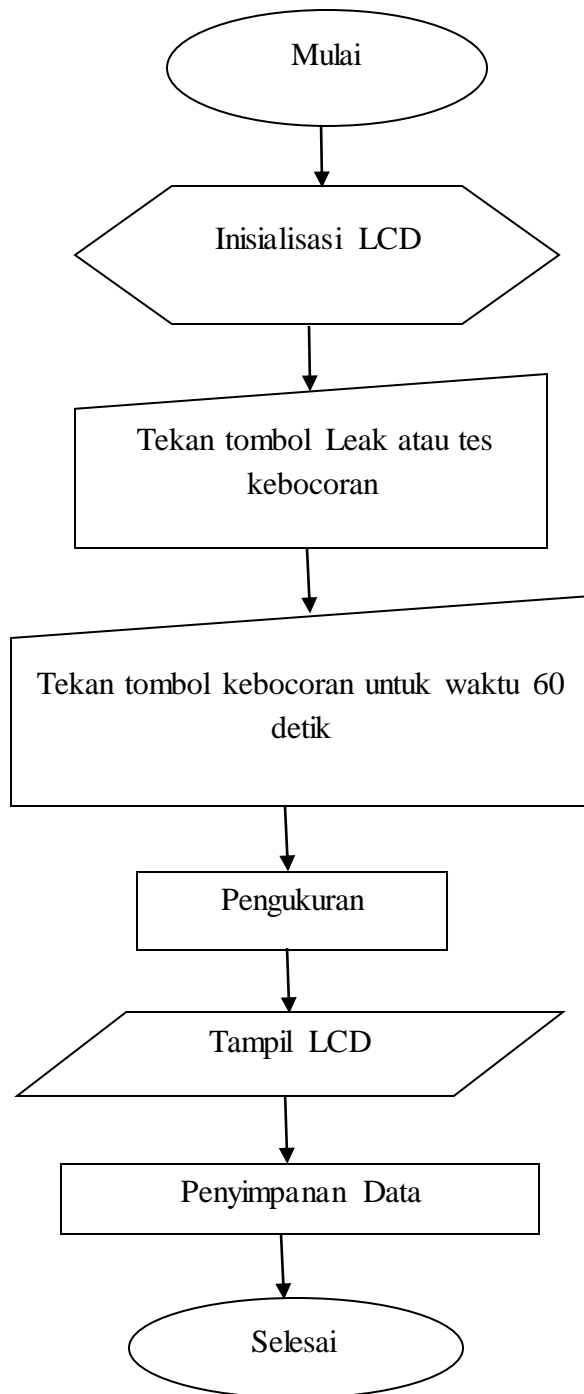 Mulai
Inisialisasi LCD
Tekan tombol Leak atau tes
kebocoran
Tekan tombol kebocoran untuk waktu 60
detik
Pengukuran
Tampil LCD
Penyimpanan Data
Selesai